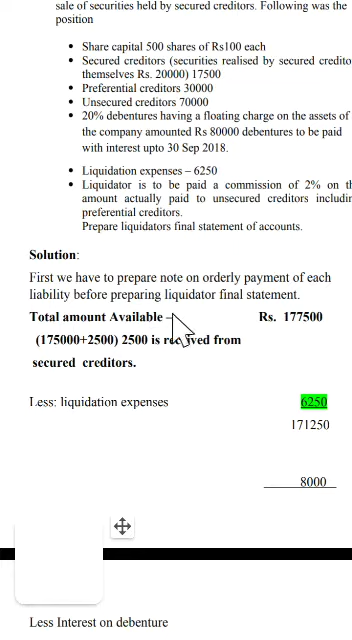 sale of securities held by secured creditors. Following was the
position
• Share capital 500 shares of Rs100 each
• Secured creditors (securities realised by secured credito
themselves Rs. 20000) 17500
• Preferential creditors 30000
• Unsecured creditors 70000
• 20% debentures having a floating charge on the assets of
the company amounted Rs 80000 debentures to be paid
with interest upto 30 Sep 2018.
• Liquidation expenses – 6250
• Liquidator is to be paid a commission of 2% on th
amount actually paid to unsecured creditors includin
preferential creditors.
Prepare liquidators final statement of accounts.
Solution:
First we have to prepare note on orderly payment of each
liability before preparing liquidator final statement.
Total amount Available – Rs. 177500
(175000+2500) 2500 is received from
secured creditors.
Less: liquidation expenses 6250
171250
8000
Less Interest on debenture